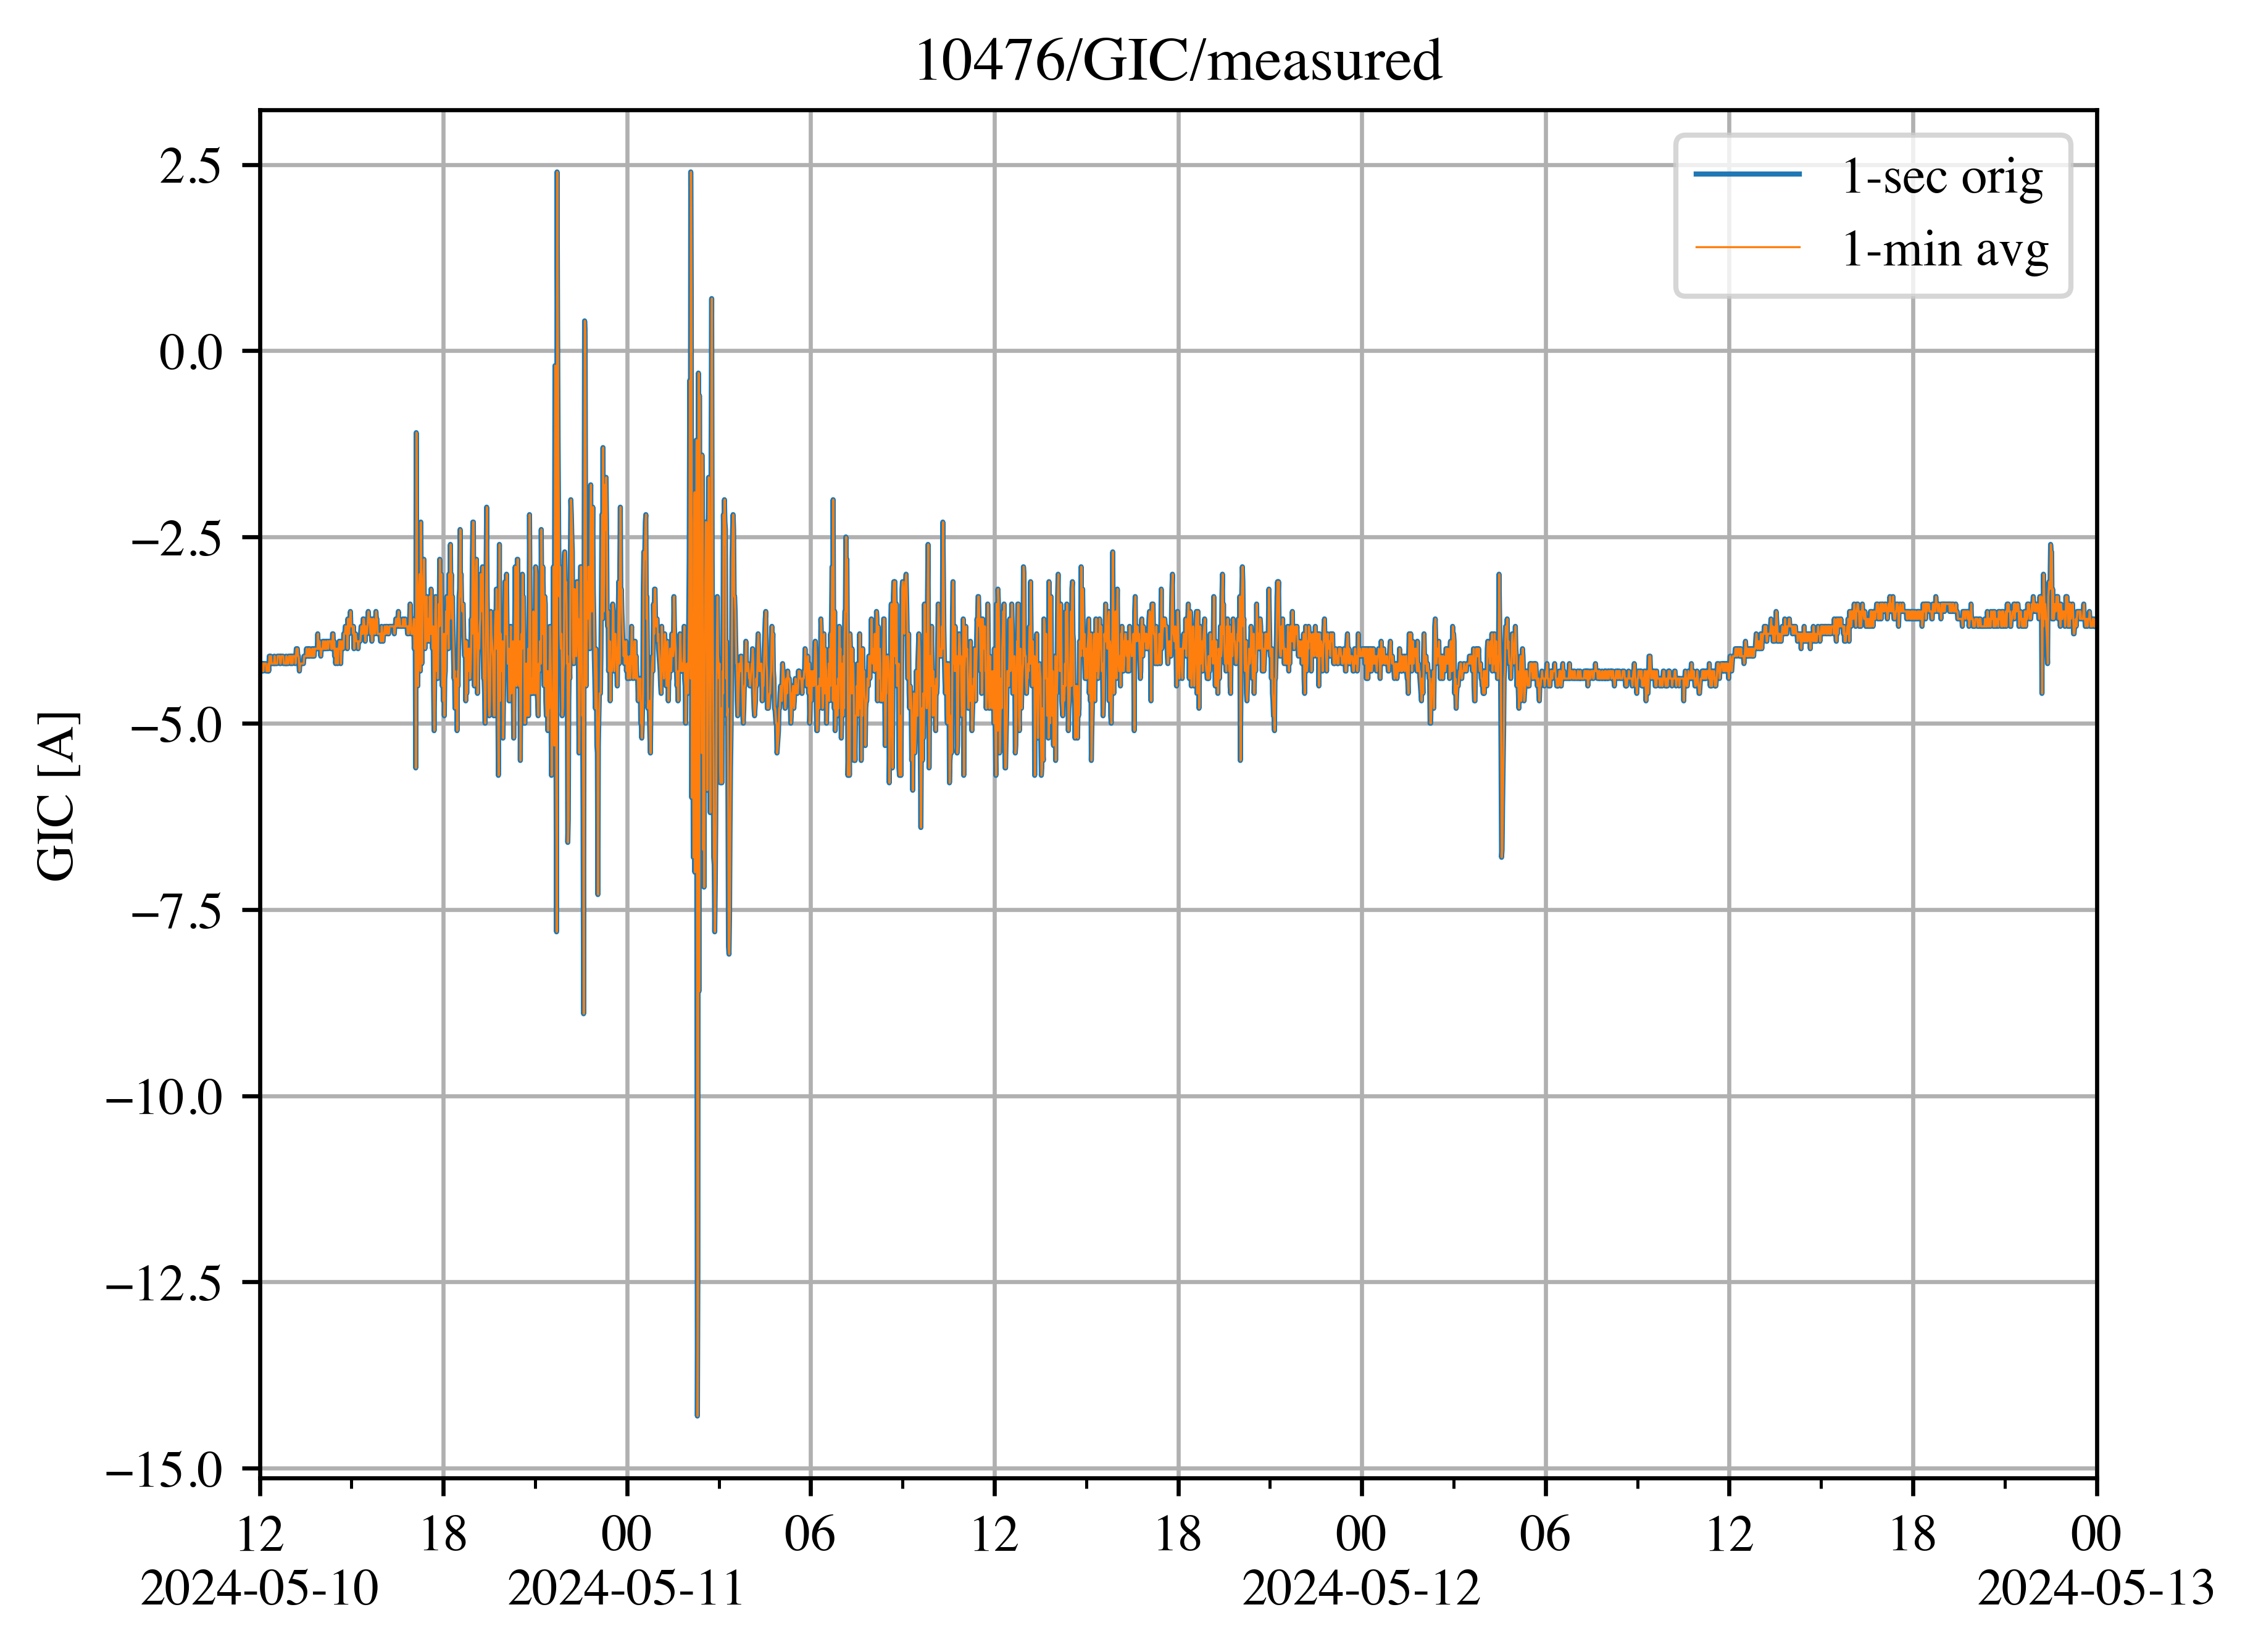 10476/GIC/measured
1-sec orig
1-min avg
GIC [A]
2.5
0.0
−2.5
−5.0
−7.5
−10.0
−12.5
−15.0
12 18 00 06 12 18 00 06 12 18 00
2024-05-10 2024-05-11 2024-05-12 2024-05-13